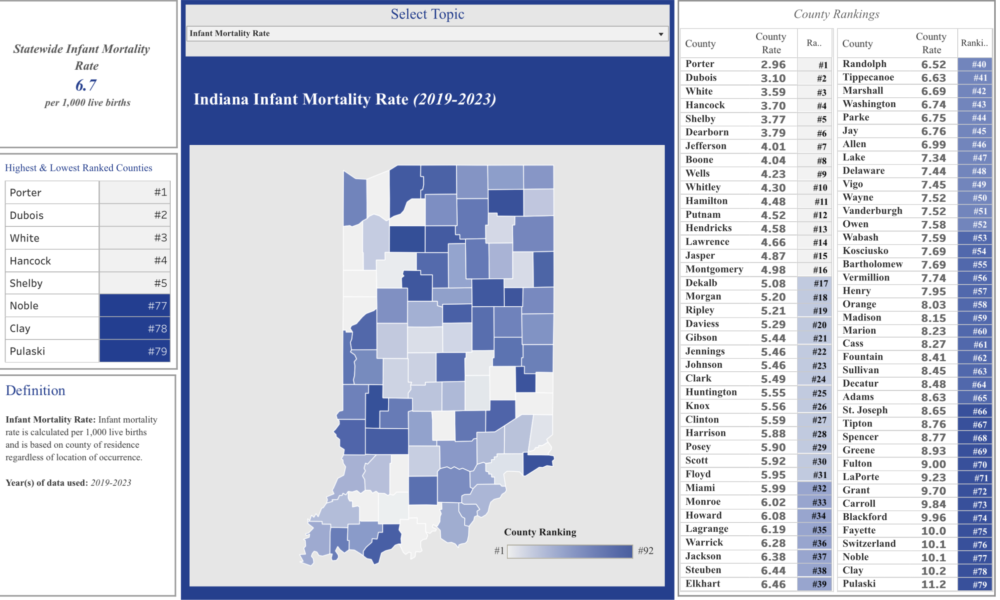 Statewide Infant Mortality
Rate
6.7
per 1,000 live births
Highest & Lowest Ranked Counties
Porter #1
Dubois #2
White #3
Hancock #4
Shelby #5
Noble #77
Clay #78
Pulaski #79
Definition
Infant Mortality Rate: Infant mortality
rate is calculated per 1,000 live births
and is based on county of residence
regardless of location of occurrence.
Year(s) of data used: 2019-2023
Select Topic
Infant Mortality Rate
Indiana Infant Mortality Rate (2019-2023)
County Ranking
#1 #92
County Rankings
County County Rate Ra..
Porter 2.96 #1
Dubois 3.10 #2
White 3.59 #3
Hancock 3.70 #4
Shelby 3.77 #5
Dearborn 3.79 #6
Jefferson 4.01 #7
Boone 4.04 #8
Wells 4.23 #9
Whitley 4.30 #10
Hamilton 4.48 #11
Putnam 4.52 #12
Hendricks 4.58 #13
Lawrence 4.66 #14
Jasper 4.87 #15
Montgomery 4.98 #16
Dekalb 5.08 #17
Morgan 5.20 #18
Ripley 5.21 #19
Daviess 5.29 #20
Gibson 5.44 #21
Jennings 5.46 #22
Johnson 5.46 #23
Clark 5.49 #24
Huntington 5.55 #25
Knox 5.56 #26
Clinton 5.59 #27
Harrison 5.88 #28
Posey 5.90 #29
Scott 5.92 #30
Floyd 5.95 #31
Miami 5.99 #32
Monroe 6.02 #33
Howard 6.08 #34
Lagrange 6.19 #35
Warrick 6.28 #36
Jackson 6.38 #37
Steuben 6.44 #38
Elkhart 6.46 #39
County County Rate Ranki..
Randolph 6.52 #40
Tippecanoe 6.63 #41
Marshall 6.69 #42
Washington 6.74 #43
Parke 6.75 #44
Jay 6.76 #45
Allen 6.99 #46
Lake 7.34 #47
Delaware 7.44 #48
Vigo 7.45 #49
Wayne 7.52 #50
Vanderburgh 7.52 #51
Owen 7.58 #52
Wabash 7.59 #53
Kosciusko 7.69 #54
Bartholomew 7.69 #55
Vermillion 7.74 #56
Henry 7.95 #57
Orange 8.03 #58
Madison 8.15 #59
Marion 8.23 #60
Cass 8.27 #61
Fountain 8.41 #62
Sullivan 8.45 #63
Decatur 8.48 #64
Adams 8.63 #65
St. Joseph 8.65 #66
Tipton 8.76 #67
Spencer 8.77 #68
Greene 8.93 #69
Fulton 9.00 #70
LaPorte 9.23 #71
Grant 9.70 #72
Carroll 9.84 #73
Blackford 9.96 #74
Fayette 10.0 #75
Switzerland 10.1 #76
Noble 10.1 #77
Clay 10.2 #78
Pulaski 11.2 #79